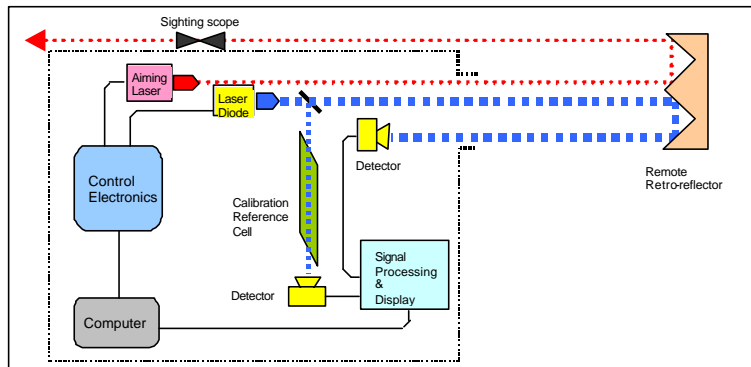 Sighting scope
Aiming
Laser
Laser
Diode
Detector
Remote
Retro-reflector
Control
Electronics
Calibration
Reference
Cell
Signal
Processing
&
Display
Detector
Computer